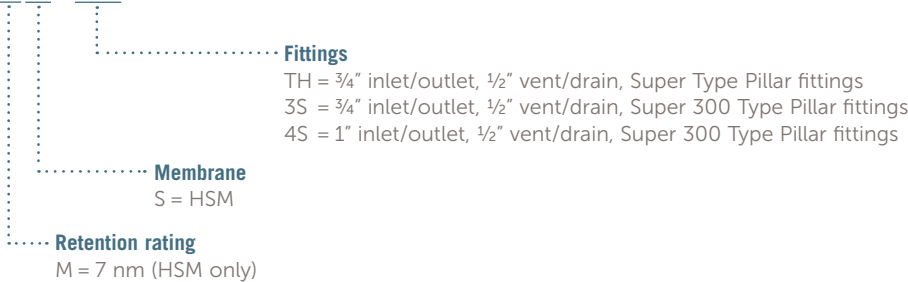 Fittings
TH = ¾″ inlet/outlet, ½″ vent/drain, Super Type Pillar fittings
3S = ¾″ inlet/outlet, ½″ vent/drain, Super 300 Type Pillar fittings
4S = 1″ inlet/outlet, ½″ vent/drain, Super 300 Type Pillar fittings
Membrane
S = HSM
Retention rating
M = 7 nm (HSM only)